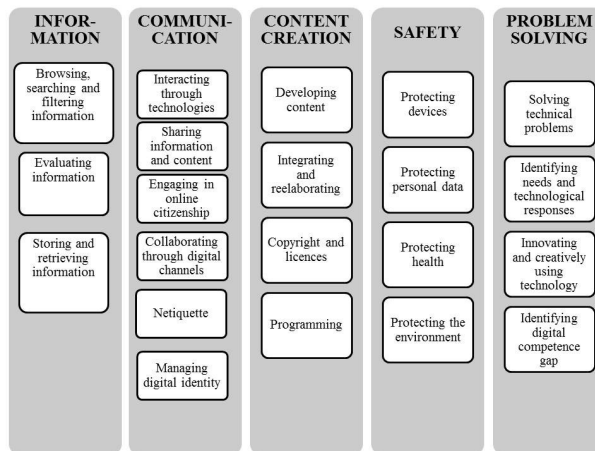 INFOR-
MATION
Browsing,
searching and
filtering
information
Evaluating
information
Storing and
retrieving
information
COMMUNI-
CATION
Interacting
through
technologies
Sharing
information
and content
Engaging in
online
citizenship
Collaborating
through digital
channels
Netiquette
Managing
digital identity
CONTENT
CREATION
Developing
content
Integrating
and
reelaborating
Copyright and
licences
Programming
SAFETY
Protecting
devices
Protecting
personal data
Protecting
health
Protecting the
environment
PROBLEM
SOLVING
Solving
technical
problems
Identifying
needs and
technological
responses
Innovating
and creatively
using
technology
Identifying
digital
competence
gap